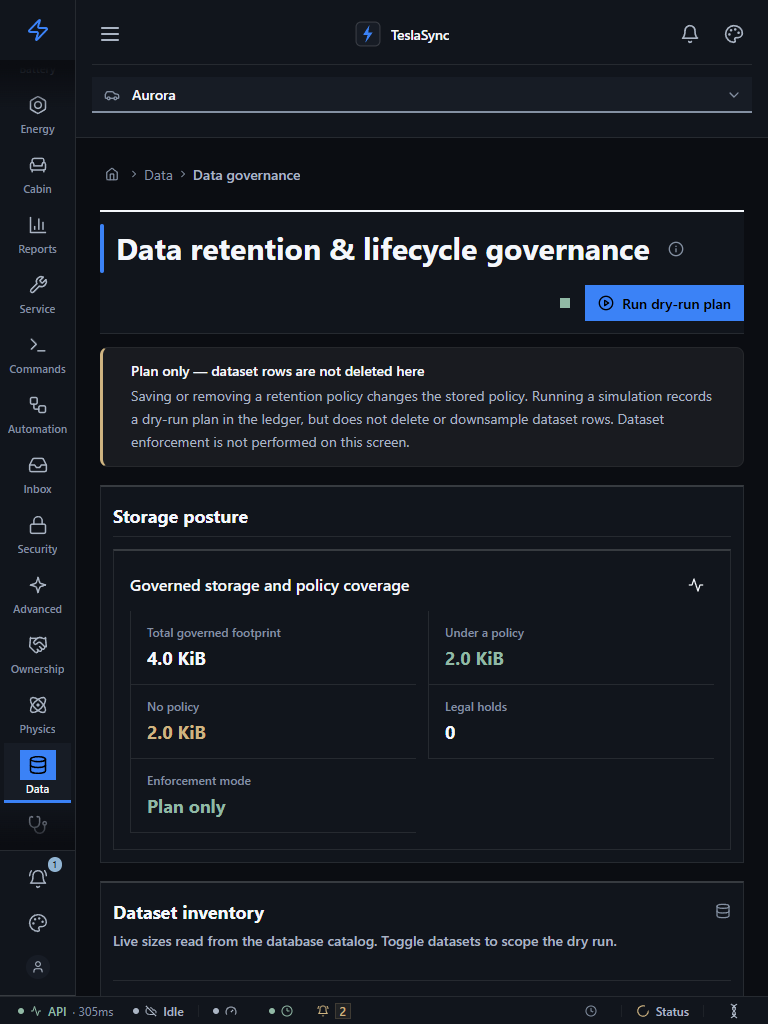 TeslaSync
Aurora
Battery
Energy
Cabin
Reports
Service
Commands
Automation
Inbox
Security
Advanced
Ownership
Physics
Data
1
Data
Data governance
Data retention & lifecycle governance
Run dry-run plan
Plan only — dataset rows are not deleted here
Saving or removing a retention policy changes the stored policy. Running a simulation records
a dry-run plan in the ledger, but does not delete or downsample dataset rows. Dataset
enforcement is not performed on this screen.
Storage posture
Governed storage and policy coverage
Total governed footprint
4.0 KiB
Under a policy
2.0 KiB
No policy
2.0 KiB
Legal holds
0
Enforcement mode
Plan only
Dataset inventory
Live sizes read from the database catalog. Toggle datasets to scope the dry run.
API · 305ms
Idle
2
Status